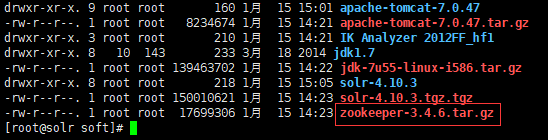 drwxr-xr-x. 9 root root 160 1月 15 15:01 apache-tomcat-7.0.47
-rw-r--r--. 1 root root 8234674 1月 15 14:21 apache-tomcat-7.0.47.tar.gz
drwxr-xr-x. 3 root root 210 1月 15 14:21 IK Analyzer 2012FF_hf1
drwxr-xr-x. 8 10 143 233 3月 18 2014 jdk1.7
-rw-r--r--. 1 root root 139463702 1月 15 14:22 jdk-7u55-linux-i586.tar.gz
drwxr-xr-x. 8 root root 218 1月 15 15:05 solr-4.10.3
-rw-r--r--. 1 root root 150010621 1月 15 14:23 solr-4.10.3.tgz.tgz
-rw-r--r--. 1 root root 17699306 1月 15 14:23 zookeeper-3.4.6.tar.gz
[root@solr soft]#